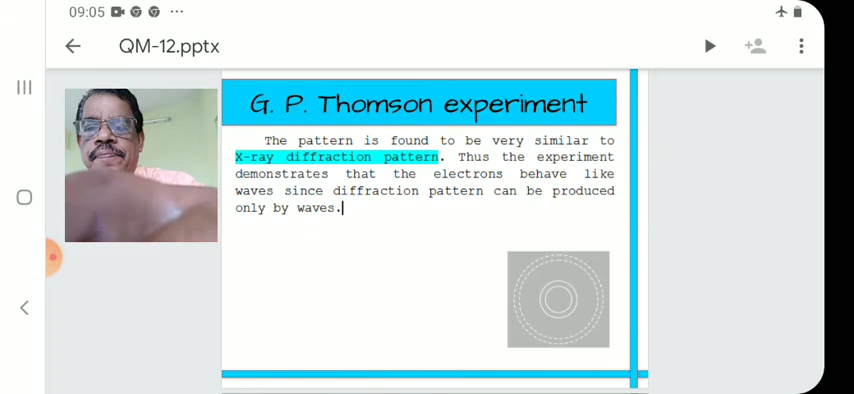 09:05
QM-12.pptx
G. P. Thomson experiment
The pattern is found to be very similar to
X-ray diffraction pattern. Thus the experiment
demonstrates that the electrons behave like
waves since diffraction pattern can be produced
only by waves.